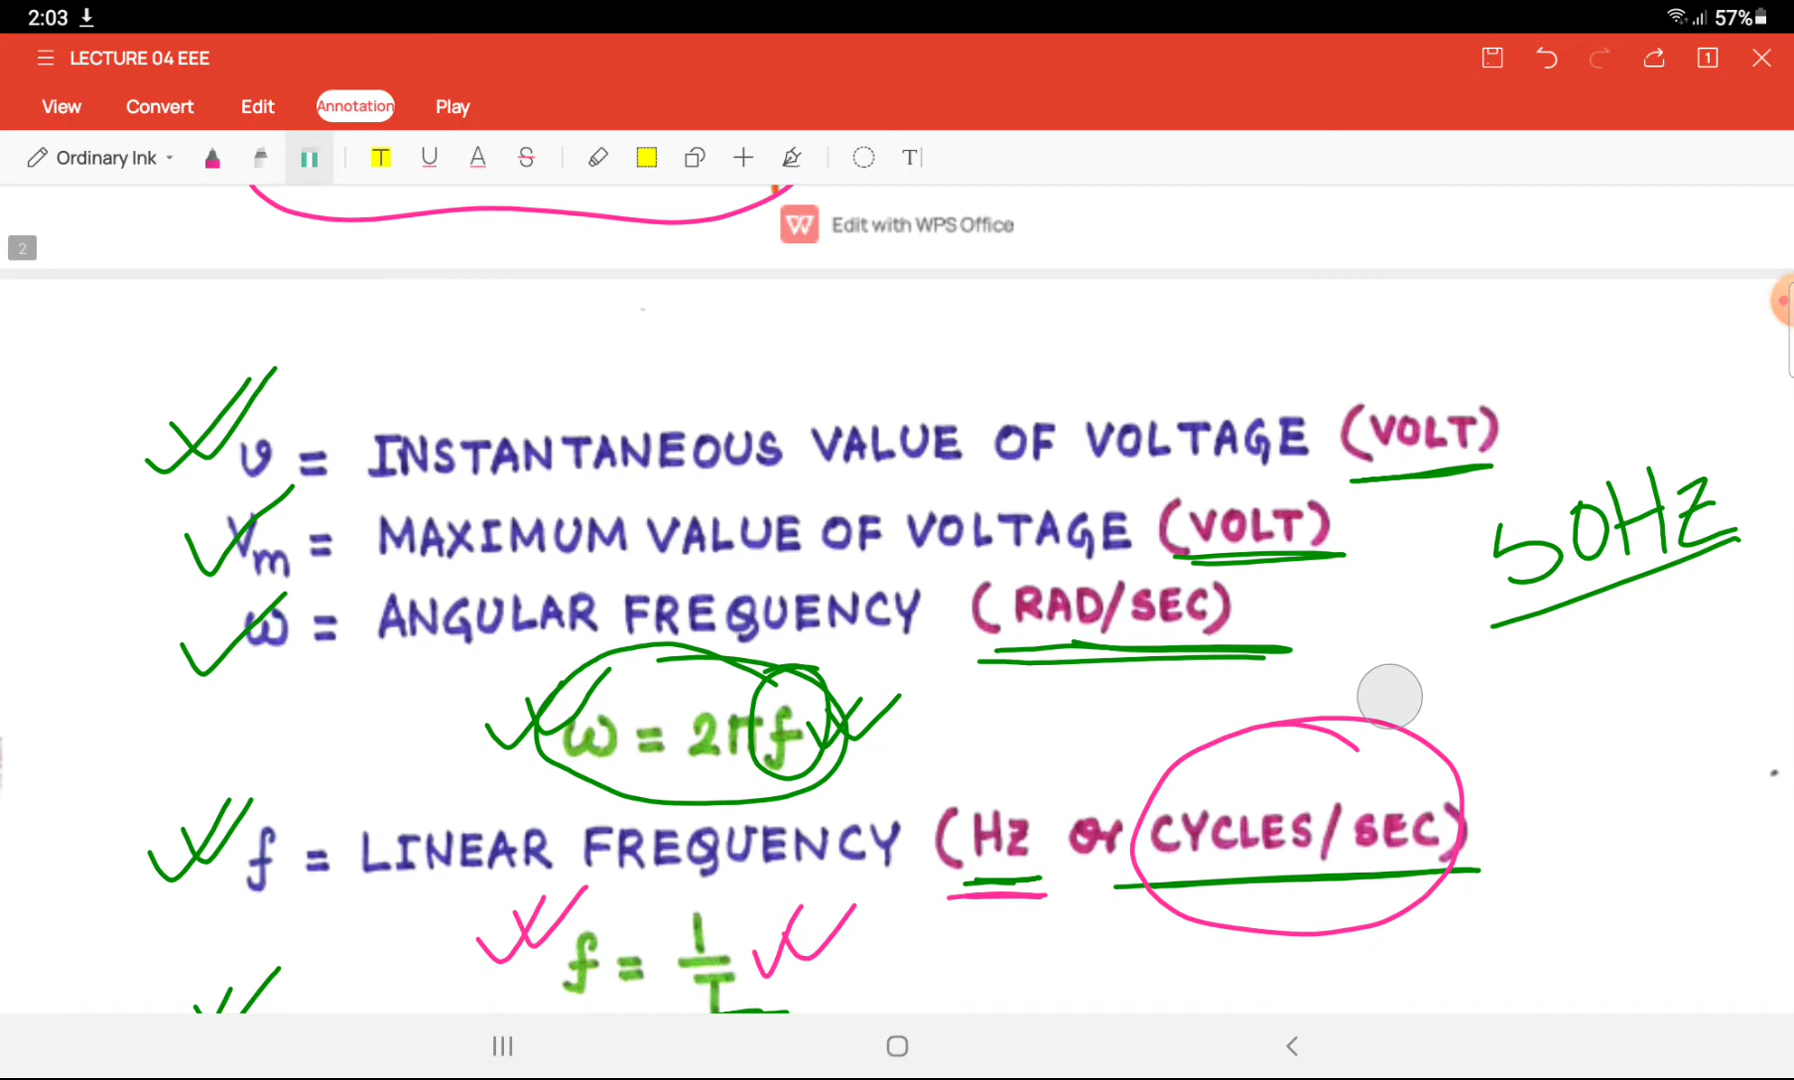 2:03 57%
LECTURE 04 EEE 1
View Convert Edit Annotation Play
Ordinary Ink T U A S T
Edit with WPS Office
2
v = INSTANTANEOUS VALUE OF VOLTAGE (VOLT)
Vm = MAXIMUM VALUE OF VOLTAGE (VOLT)
50HZ
ω = ANGULAR FREQUENCY (RAD/SEC)
ω = 2πf
f = LINEAR FREQUENCY (HZ or CYCLES/SEC)
f = 1/T